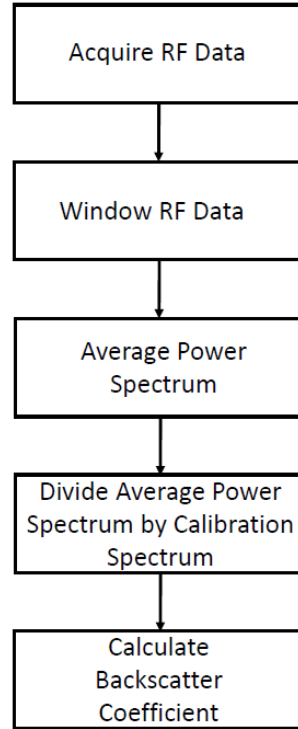 Acquire RF Data
Window RF Data
Average Power
Spectrum
Divide Average Power
Spectrum by Calibration
Spectrum
Calculate
Backscatter
Coefficient